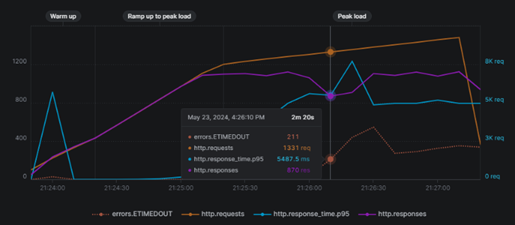 Warm up
Ramp up to peak load
Peak load
1200
800
400
0
8K req
5K req
3K req
0 req
May 23, 2024, 4:26:10 PM 2m 20s
errors.ETIMEDOUT 211
http.requests 1331 req
http.response_time.p95 5487.5 ms
http.responses 870 req
21:24:00
21:24:30
21:25:00
21:25:30
21:26:00
21:26:30
21:27:00
errors.ETIMEDOUT
http.requests
http.response_time.p95
http.responses